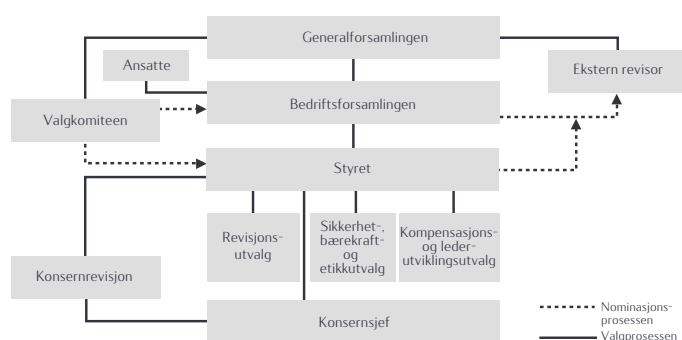 Generalforsamlingen
Ansatte
Ekstern revisor
Bedriftsforsamlingen
Valgkomiteen
Styret
Revisjons-
utvalg
Sikkerhet-,
bærekraft-
og
etikkutvalg
Kompensasjons-
og leder-
utviklingsutvalg
Konsernrevisjon
Konsernsjef
Nominasjons-
prosessen
Valgprosessen